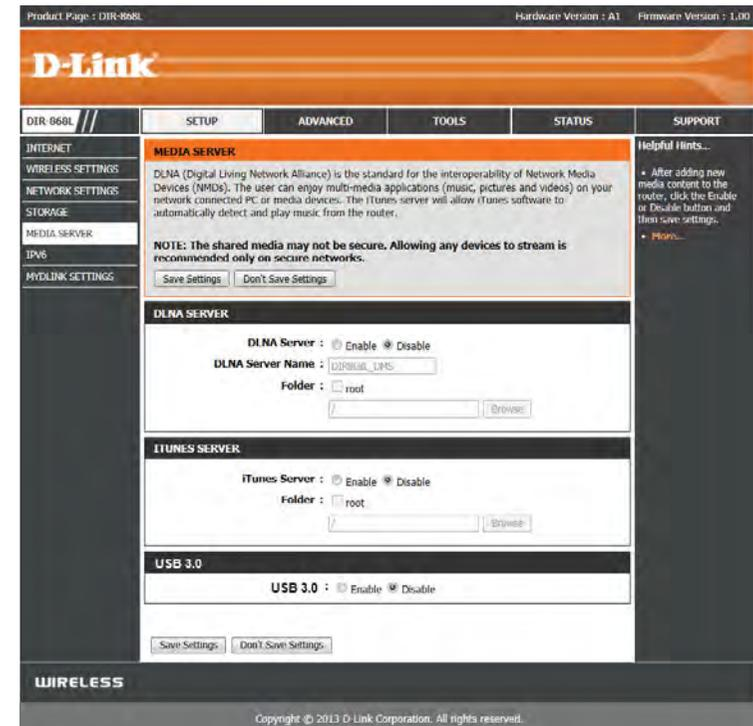 Product Page : DIR-868L Hardware Version : A1 Firmware Version : 1.00
D-Link
DIR-868L SETUP ADVANCED TOOLS STATUS SUPPORT
INTERNET
WIRELESS SETTINGS
NETWORK SETTINGS
STORAGE
MEDIA SERVER
IPV6
MYDLINK SETTINGS
MEDIA SERVER
DLNA (Digital Living Network Alliance) is the standard for the interoperability of Network Media
Devices (NMDs). The user can enjoy multi-media applications (music, pictures and videos) on your
network connected PC or media devices. The iTunes server will allow iTunes software to
automatically detect and play music from the router.
NOTE: The shared media may not be secure. Allowing any devices to stream is
recommended only on secure networks.
Save Settings Don't Save Settings
DLNA SERVER
DLNA Server : Enable Disable
DLNA Server Name : DIR868L_DMS
Folder : root
/ Browse
ITUNES SERVER
iTunes Server : Enable Disable
Folder : root
/ Browse
USB 3.0
USB 3.0 : Enable Disable
Save Settings Don't Save Settings
Helpful Hints...
• After adding new
media content to the
router, click the Enable
or Disable button and
then save settings.
• More...
WIRELESS
Copyright © 2013 D-Link Corporation. All rights reserved.